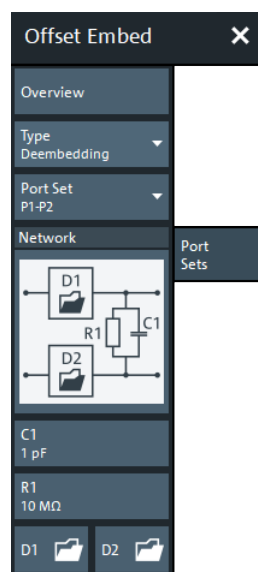 Offset Embed
Overview
Type
Deembedding
Port Set
P1-P2
Network
Port
Sets
D1
R1
C1
D2
C1
1 pF
R1
10 MΩ
D1
D2